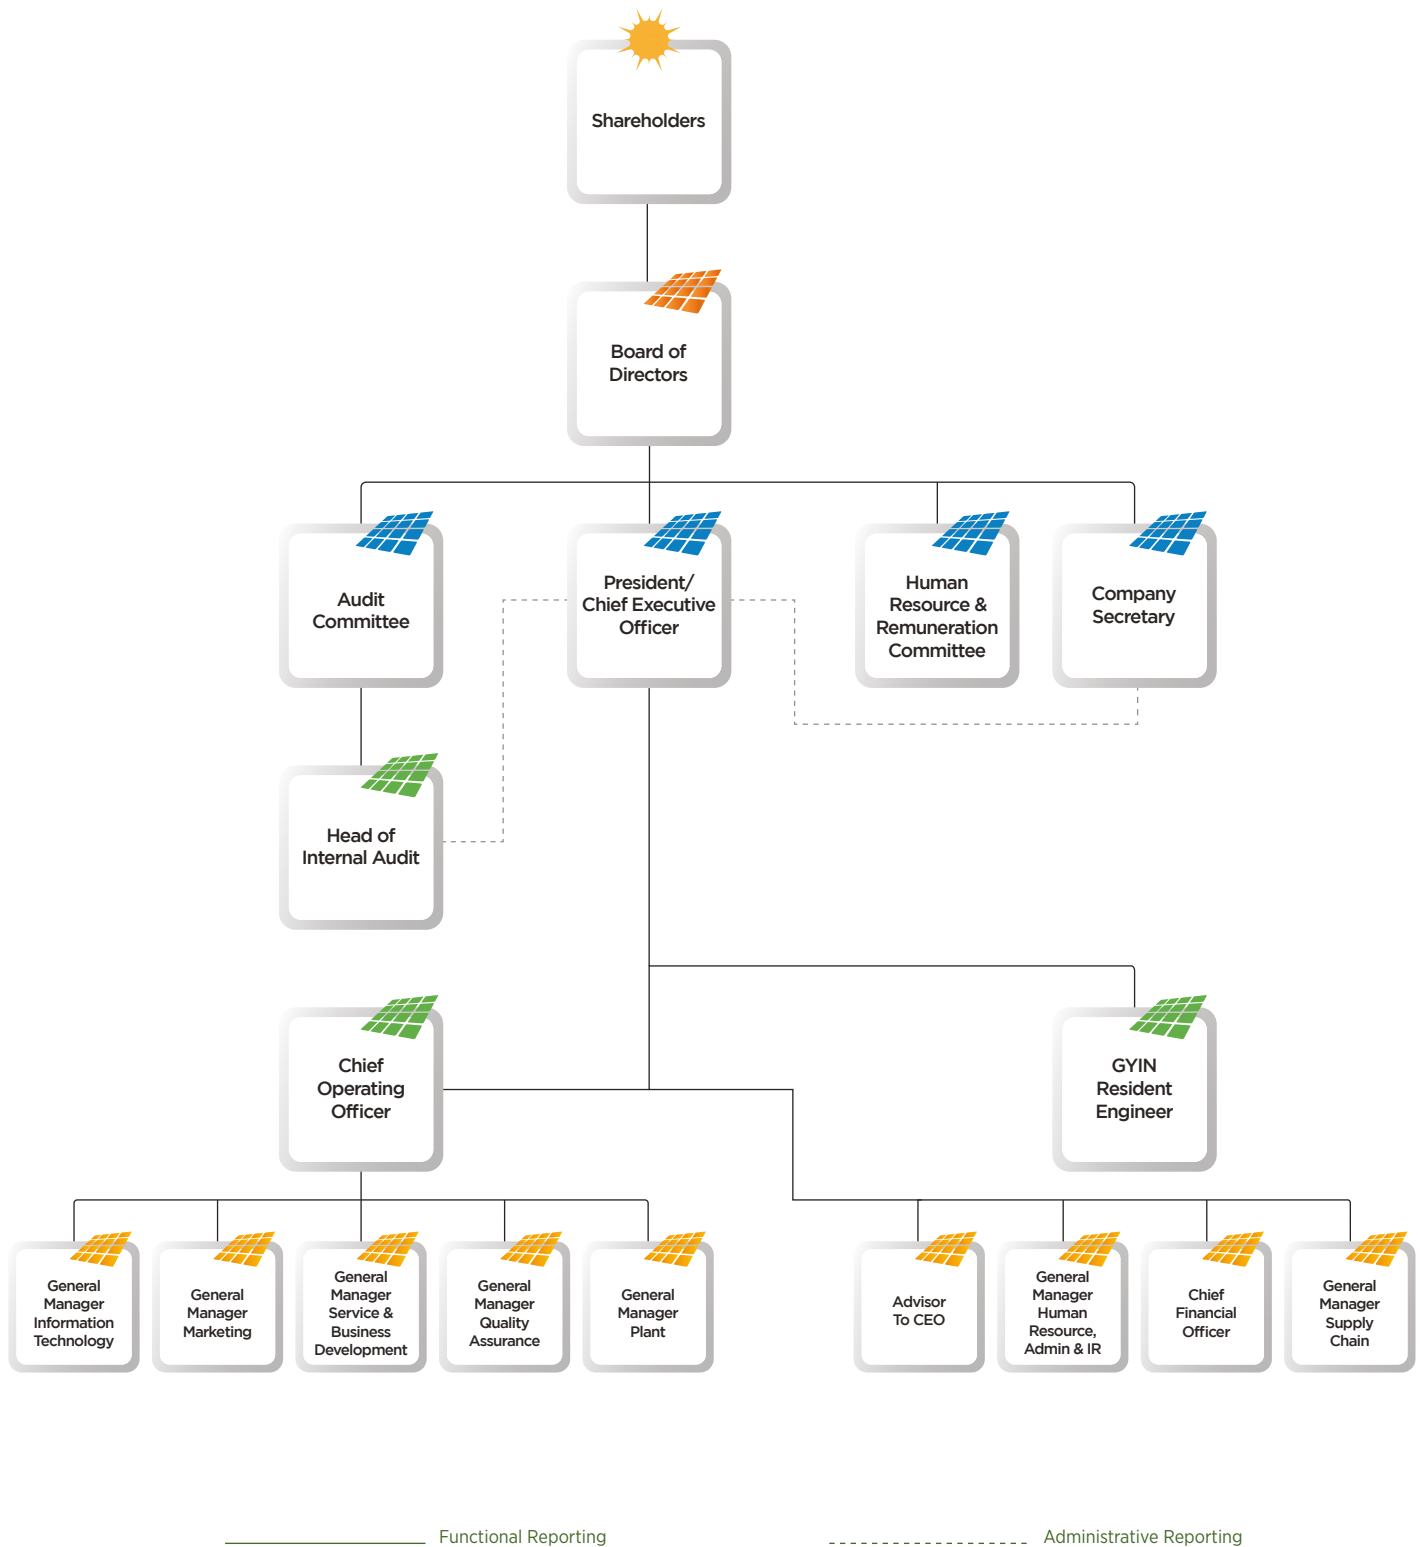 Shareholders
Board of
Directors
Audit
Committee
President/
Chief Executive
Officer
Human
Resource &
Remuneration
Committee
Company
Secretary
Head of
Internal Audit
Chief
Operating
Officer
GYIN
Resident
Engineer
General
Manager
Information
Technology
General
Manager
Marketing
General
Manager
Service &
Business
Development
General
Manager
Quality
Assurance
General
Manager
Plant
Advisor
To CEO
General
Manager
Human
Resource,
Admin & IR
Chief
Financial
Officer
General
Manager
Supply
Chain
Functional Reporting
Administrative Reporting